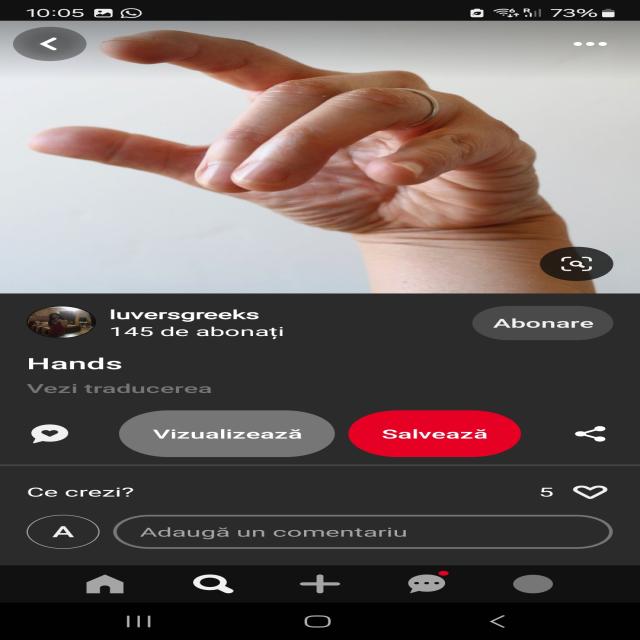 10:05
73%
luversgreeks
145 de abonați
Abonare
Hands
Vezi traducerea
Vizualizează
Salvează
Ce crezi?
5
A
Adaugă un comentariu